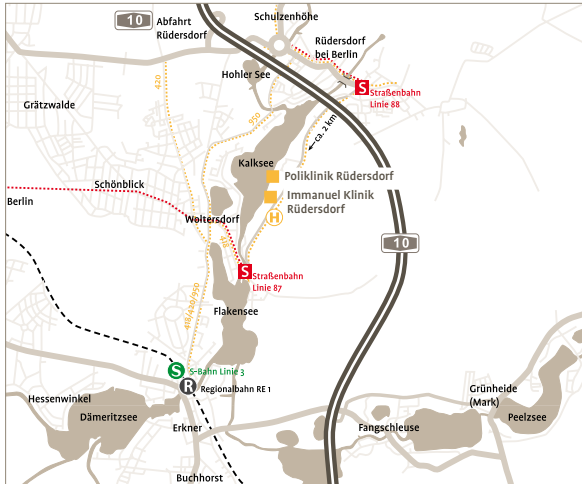 Schulzenhöhe
10
Abfahrt
Rüdersdorf
Rüdersdorf
bei Berlin
Hohler See
420
S
Straßenbahn
Linie 88
Grätzwalde
950
ca. 2 km
Kalksee
Poliklinik Rüdersdorf
Schönblick
Immanuel Klinik
Rüdersdorf
Berlin
Woltersdorf
H
418
10
S
Straßenbahn
Linie 87
Flakensee
418/420/950
S
S-Bahn Linie 3
R
Regionalbahn RE 1
Hessenwinkel
Grünheide
(Mark)
Dämeritzsee
Peelzsee
Erkner
Fangschleuse
Buchhorst